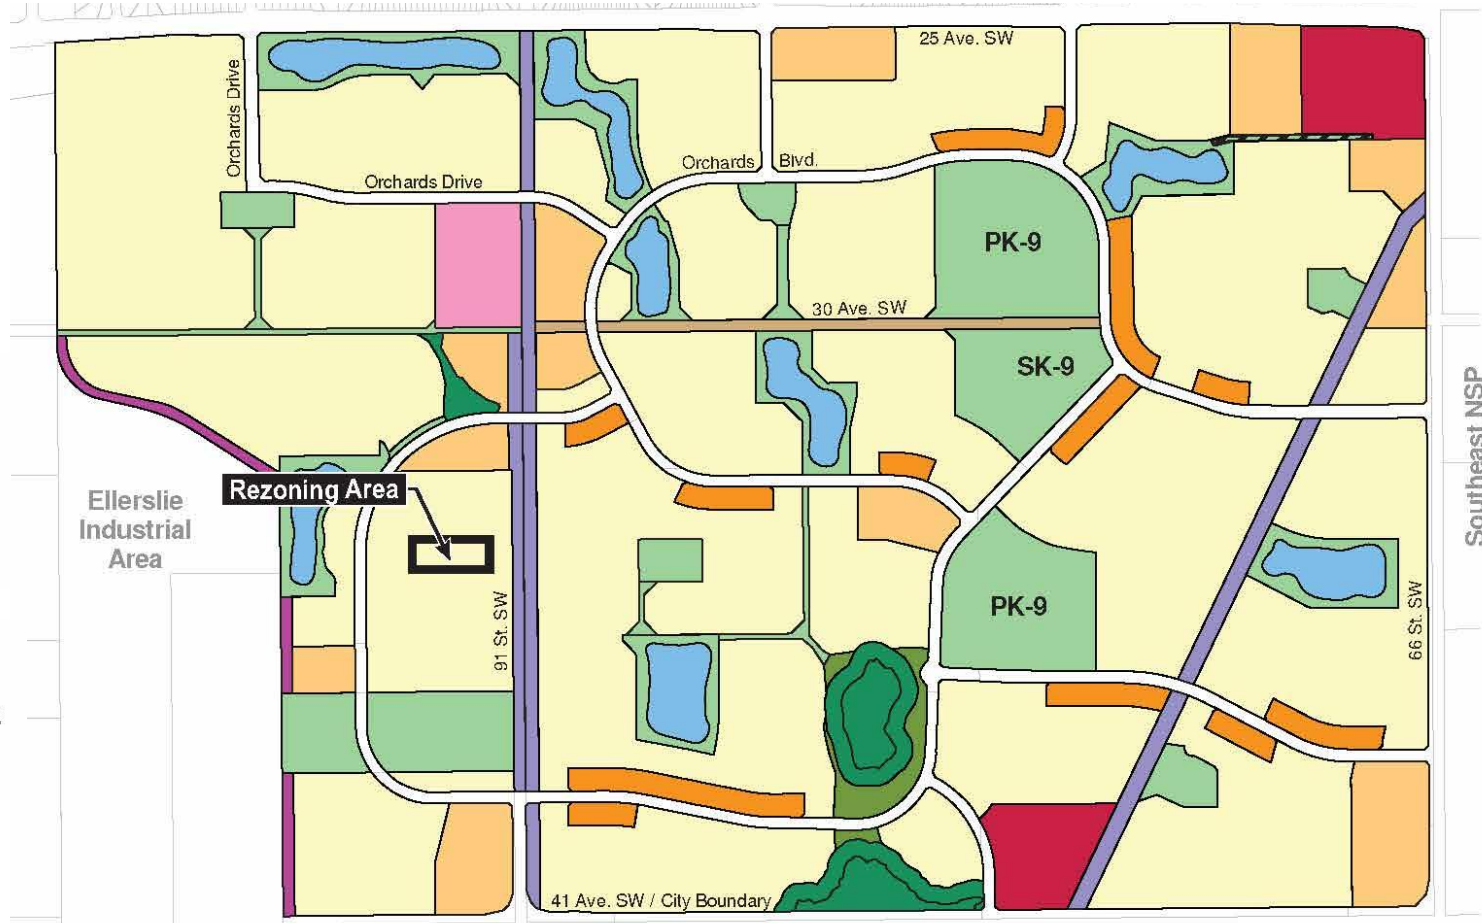 25 Ave. SW
Orchards Drive
Orchards Blvd.
Orchards Drive
PK-9
30 Ave. SW
SK-9
Southeast NSP
Rezoning Area
Ellerslie
Industrial
Area
91 St. SW
PK-9
66 St. SW
41 Ave. SW / City Boundary